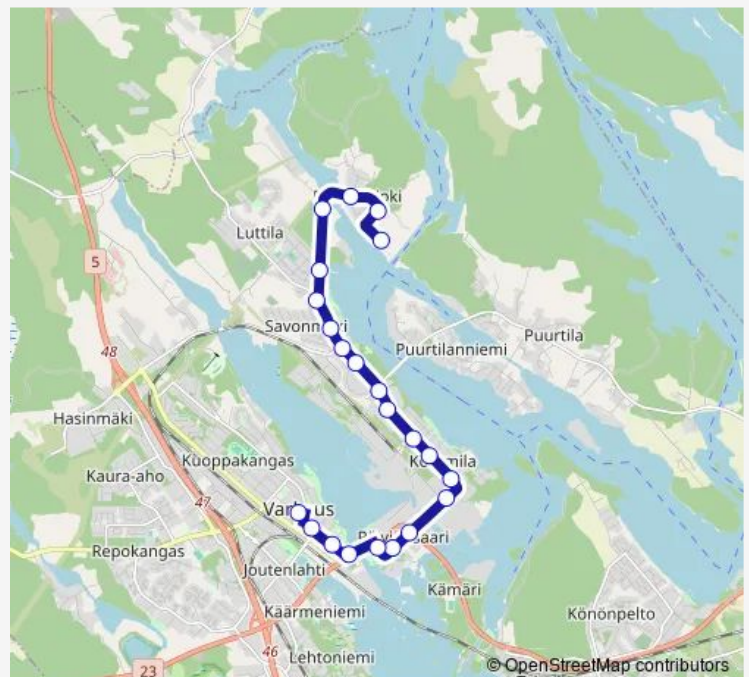 Luttila
5
Savonn
Puurtila
Puurtilanniemi
48
Hasinmäki
Kuoppakangas
Kaura-aho
47
Repokangas
Joutenlahti
Kämäri
Käärmeniemi
Könönpelto
46
Lehtoniemi
23
© OpenStreetMap contributors